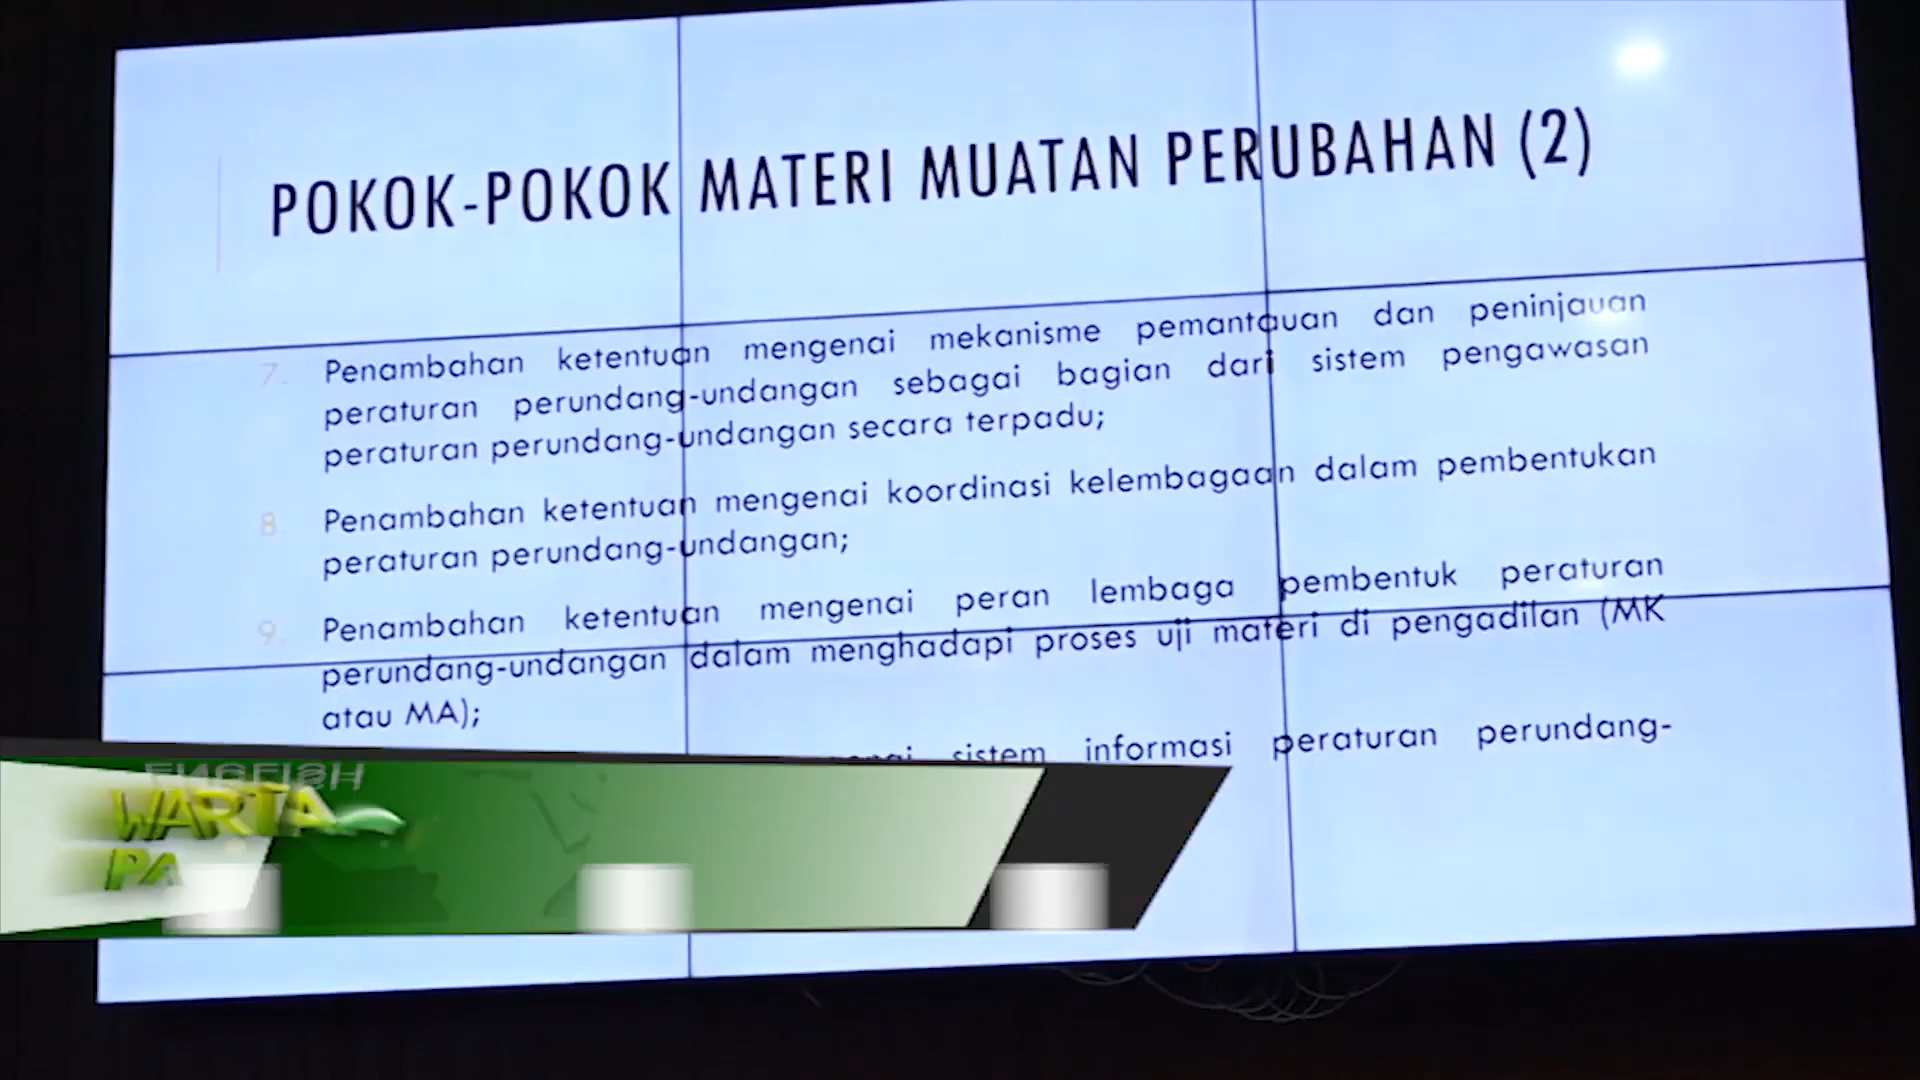 POKOK-POKOK MATERI MUATAN PERUBAHAN (2)
7. Penambahan ketentuan mengenai mekanisme pemantauan dan peninjauan
peraturan perundang-undangan sebagai bagian dari sistem pengawasan
peraturan perundang-undangan secara terpadu;
8. Penambahan ketentuan mengenai koordinasi kelembagaan dalam pembentukan
peraturan perundang-undangan;
9. Penambahan ketentuan mengenai peran lembaga pembentuk peraturan
perundang-undangan dalam menghadapi proses uji materi di pengadilan (MK
atau MA);
sistem informasi peraturan perundang-
ENGLISH
WARTA
PA